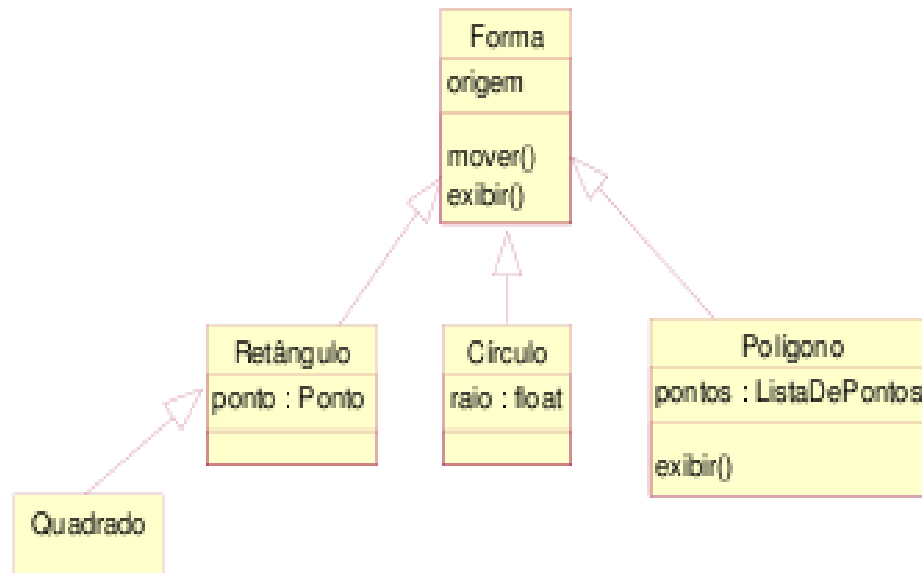 Forma
origem
mover()
exibir()
Retângulo
ponto : Ponto
Círculo
raio : float
Polígono
pontos : ListaDePontos
exibir()
Quadrado